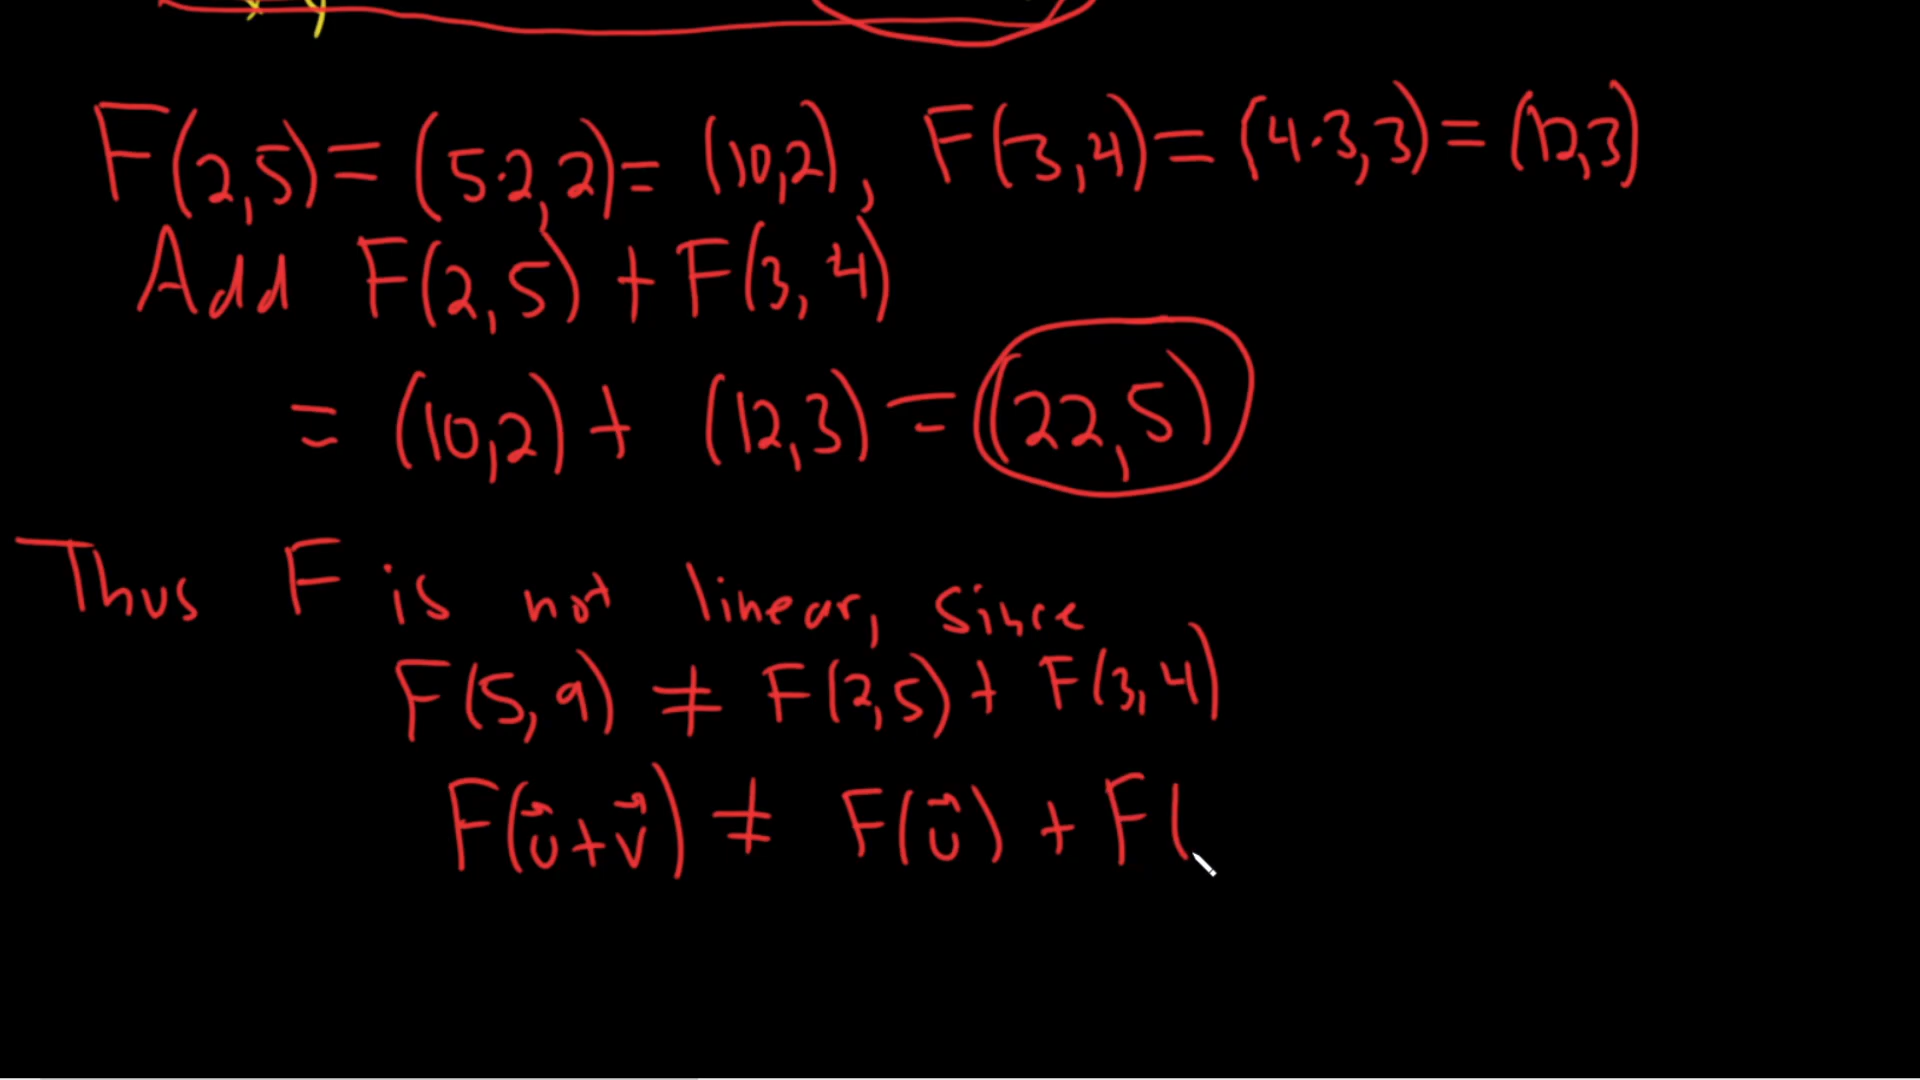 F(2,5) = (5·2,2) = (10,2), F(3,4) = (4·3,3) = (12,3)
Add F(2,5) + F(3,4)
= (10,2) + (12,3) = (22,5)
Thus F is not linear, since
F(5,9) ≠ F(2,5) + F(3,4)
F(u⃗+v⃗) ≠ F(u⃗) + F(